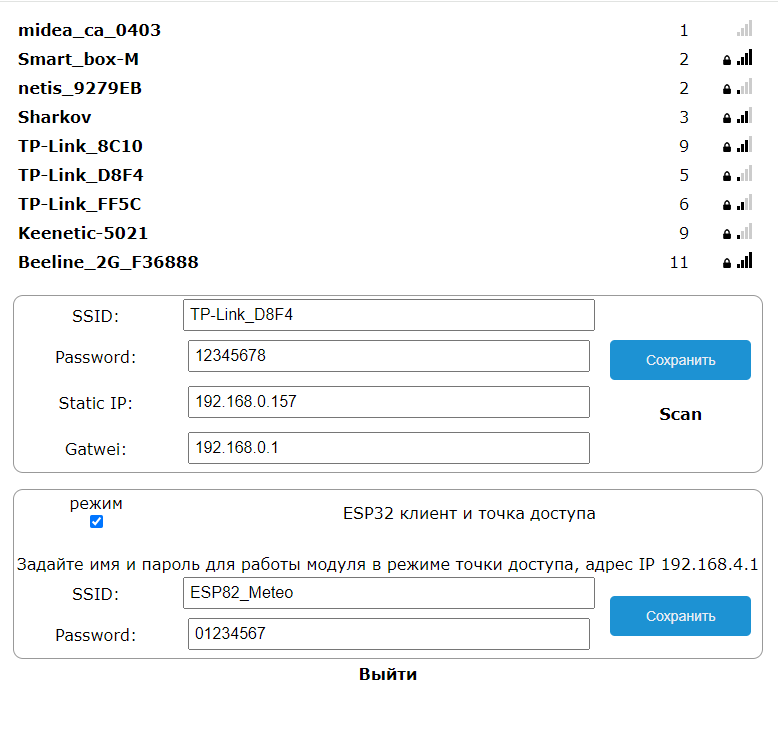 midea_ca_0403 1
Smart_box-M 2
netis_9279EB 2
Sharkov 3
TP-Link_8C10 9
TP-Link_D8F4 5
TP-Link_FF5C 6
Keenetic-5021 9
Beeline_2G_F36888 11
SSID: TP-Link_D8F4
Password: 12345678 Сохранить
Static IP: 192.168.0.157 Scan
Gatwei: 192.168.0.1
режим
ESP32 клиент и точка доступа
Задайте имя и пароль для работы модуля в режиме точки доступа, адрес IP 192.168.4.1
SSID: ESP82_Meteo
Сохранить
Password: 01234567
Выйти